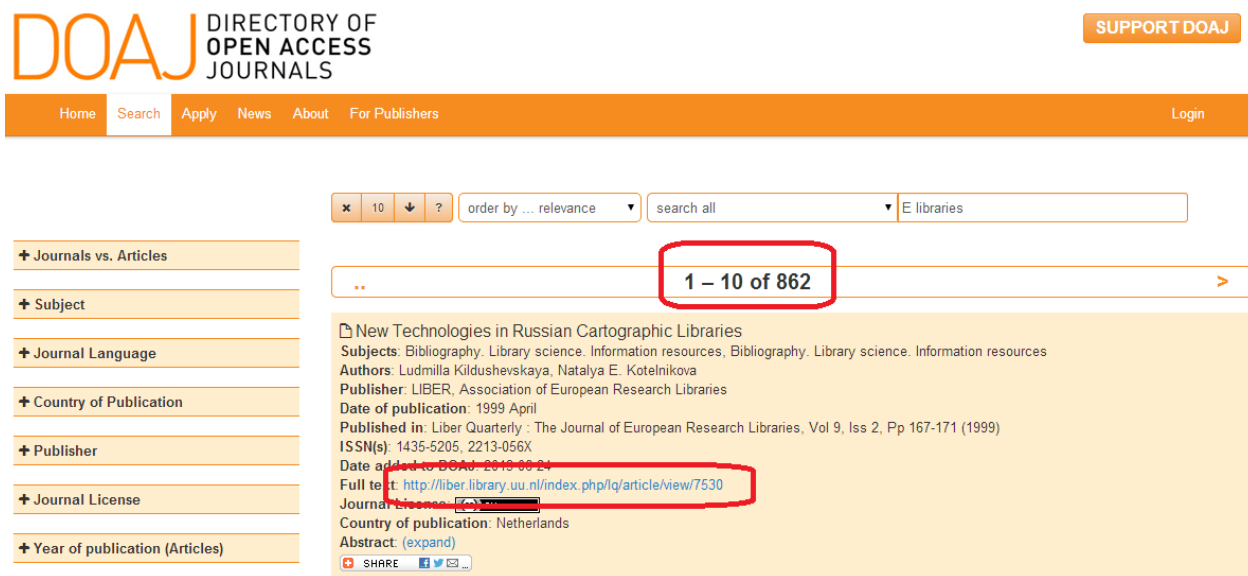 DOAJ DIRECTORY OF
OPEN ACCESS
JOURNALS
SUPPORT DOAJ
Home Search Apply News About For Publishers Login
× 10 ? order by ... relevance search all E libraries
+ Journals vs. Articles
+ Subject
+ Journal Language
+ Country of Publication
+ Publisher
+ Journal License
+ Year of publication (Articles)
.. 1 – 10 of 862 >
New Technologies in Russian Cartographic Libraries
Subjects: Bibliography. Library science. Information resources, Bibliography. Library science. Information resources
Authors: Ludmilla Kildushevskaya, Natalya E. Kotelnikova
Publisher: LIBER, Association of European Research Libraries
Date of publication: 1999 April
Published in: Liber Quarterly : The Journal of European Research Libraries, Vol 9, Iss 2, Pp 167-171 (1999)
ISSN(s): 1435-5205, 2213-056X
Date added to DOAJ:
Full text: http://liber.library.uu.nl/index.php/lq/article/view/7530
Journal License:
Country of publication: Netherlands
Abstract: (expand)
SHARE ...